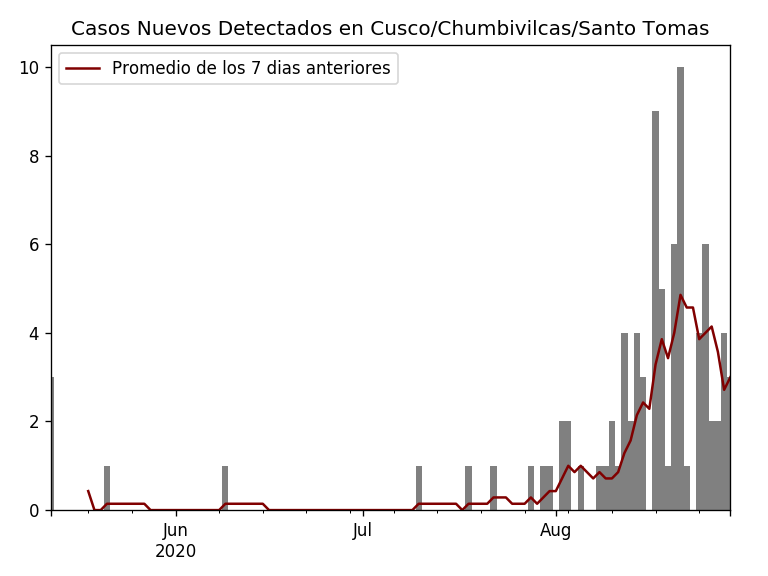 Casos Nuevos Detectados en Cusco/Chumbivilcas/Santo Tomas
Promedio de los 7 dias anteriores
10
8
6
4
2
0
Jun
2020
Jul
Aug